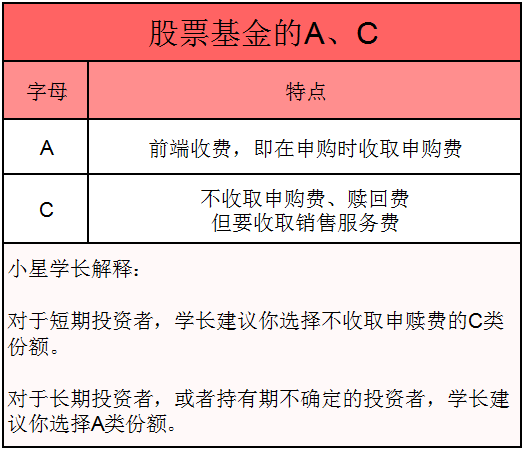 股票基金的A、C
字母 特点
A 前端收费，即在申购时收取申购费
C 不收取申购费、赎回费
但要收取销售服务费
小星学长解释：
对于短期投资者，学长建议你选择不收取申赎费的C类
份额。
对于长期投资者，或者持有期不确定的投资者，学长建
议你选择A类份额。